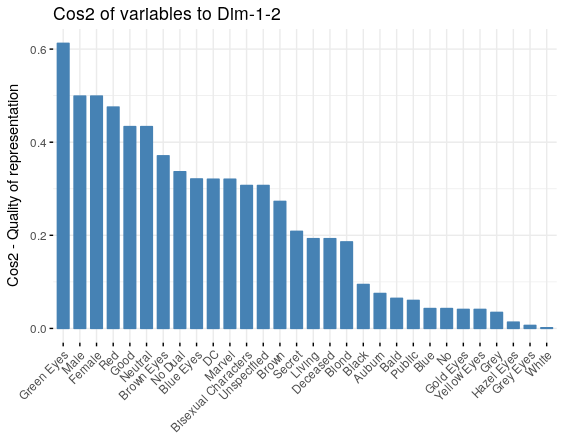 Cos2 of variables to Dim-1-2
Cos2 - Quality of representation
0.6
0.4
0.2
0.0
Green Eyes
Male
Female
Red
Good
Neutral
Brown Eyes
No Dual
Blue Eyes
DC
Marvel
Bisexual Characters
Unspecified
Brown
Secret
Living
Deceased
Blond
Black
Auburn
Bald
Public
Blue
No
Gold Eyes
Yellow Eyes
Grey
Hazel Eyes
Grey Eyes
White